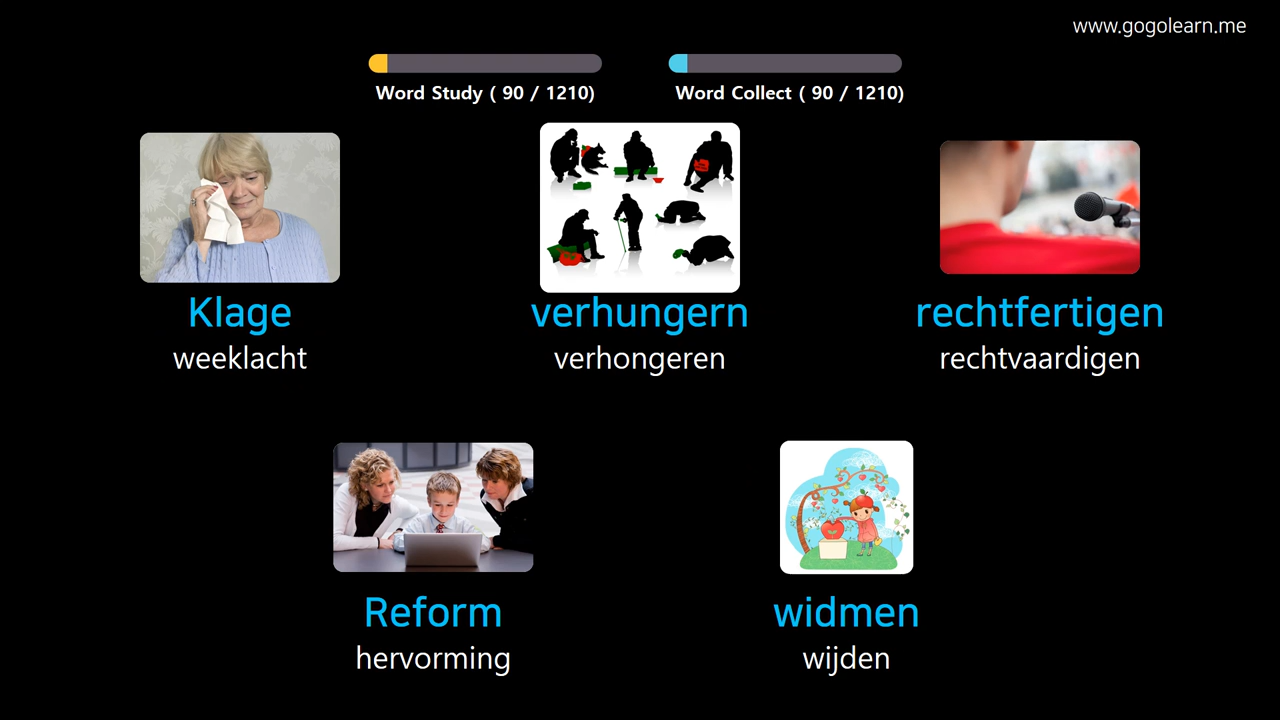 www.gogolearn.me
Word Study ( 90 / 1210)
Word Collect ( 90 / 1210)
Klage
weeklacht
verhungern
verhongeren
rechtfertigen
rechtvaardigen
Reform
hervorming
widmen
wijden